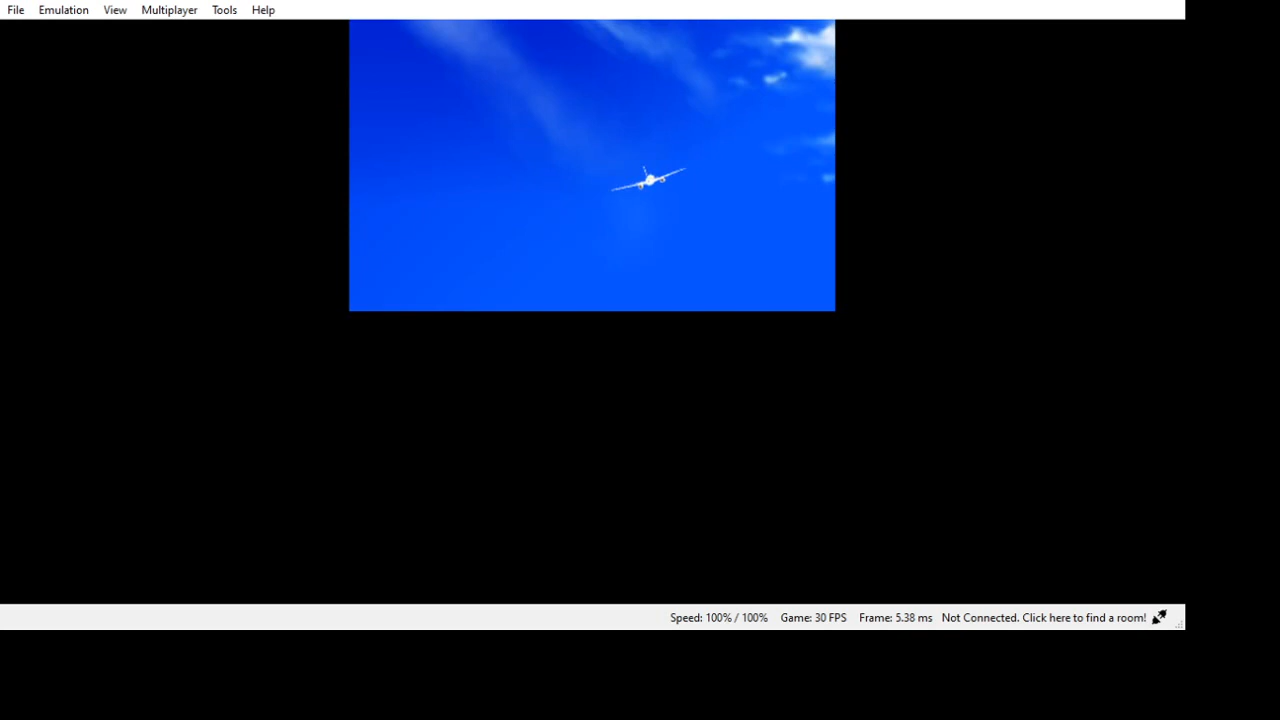 File Emulation View Multiplayer Tools Help
Speed: 100% / 100% Game: 30 FPS Frame: 5.38 ms Not Connected. Click here to find a room!